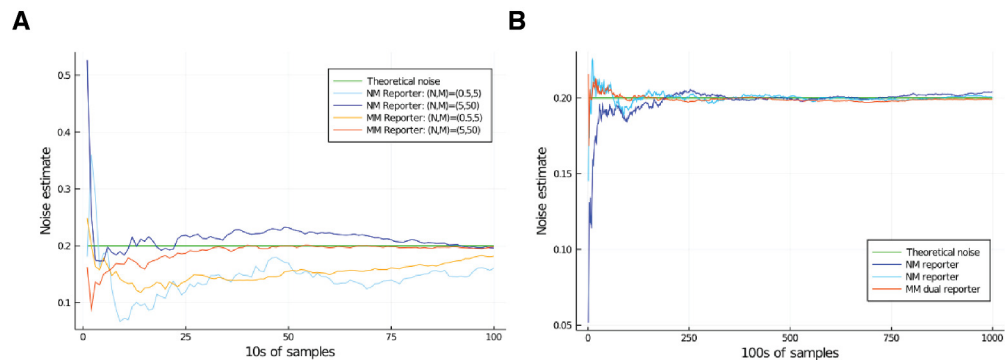 A
Noise estimate
0.5
0.4
0.3
0.2
0.1
0
25
50
75
100
10s of samples
Theoretical noise
NM Reporter: (N,M)=(0.5,5)
NM Reporter: (N,M)=(5,50)
MM Reporter: (N,M)=(0.5,5)
MM Reporter: (N,M)=(5,50)
B
Noise estimate
0.20
0.15
0.10
0.05
0
250
500
750
1000
100s of samples
Theoretical noise
NM reporter
NM reporter
MM dual reporter